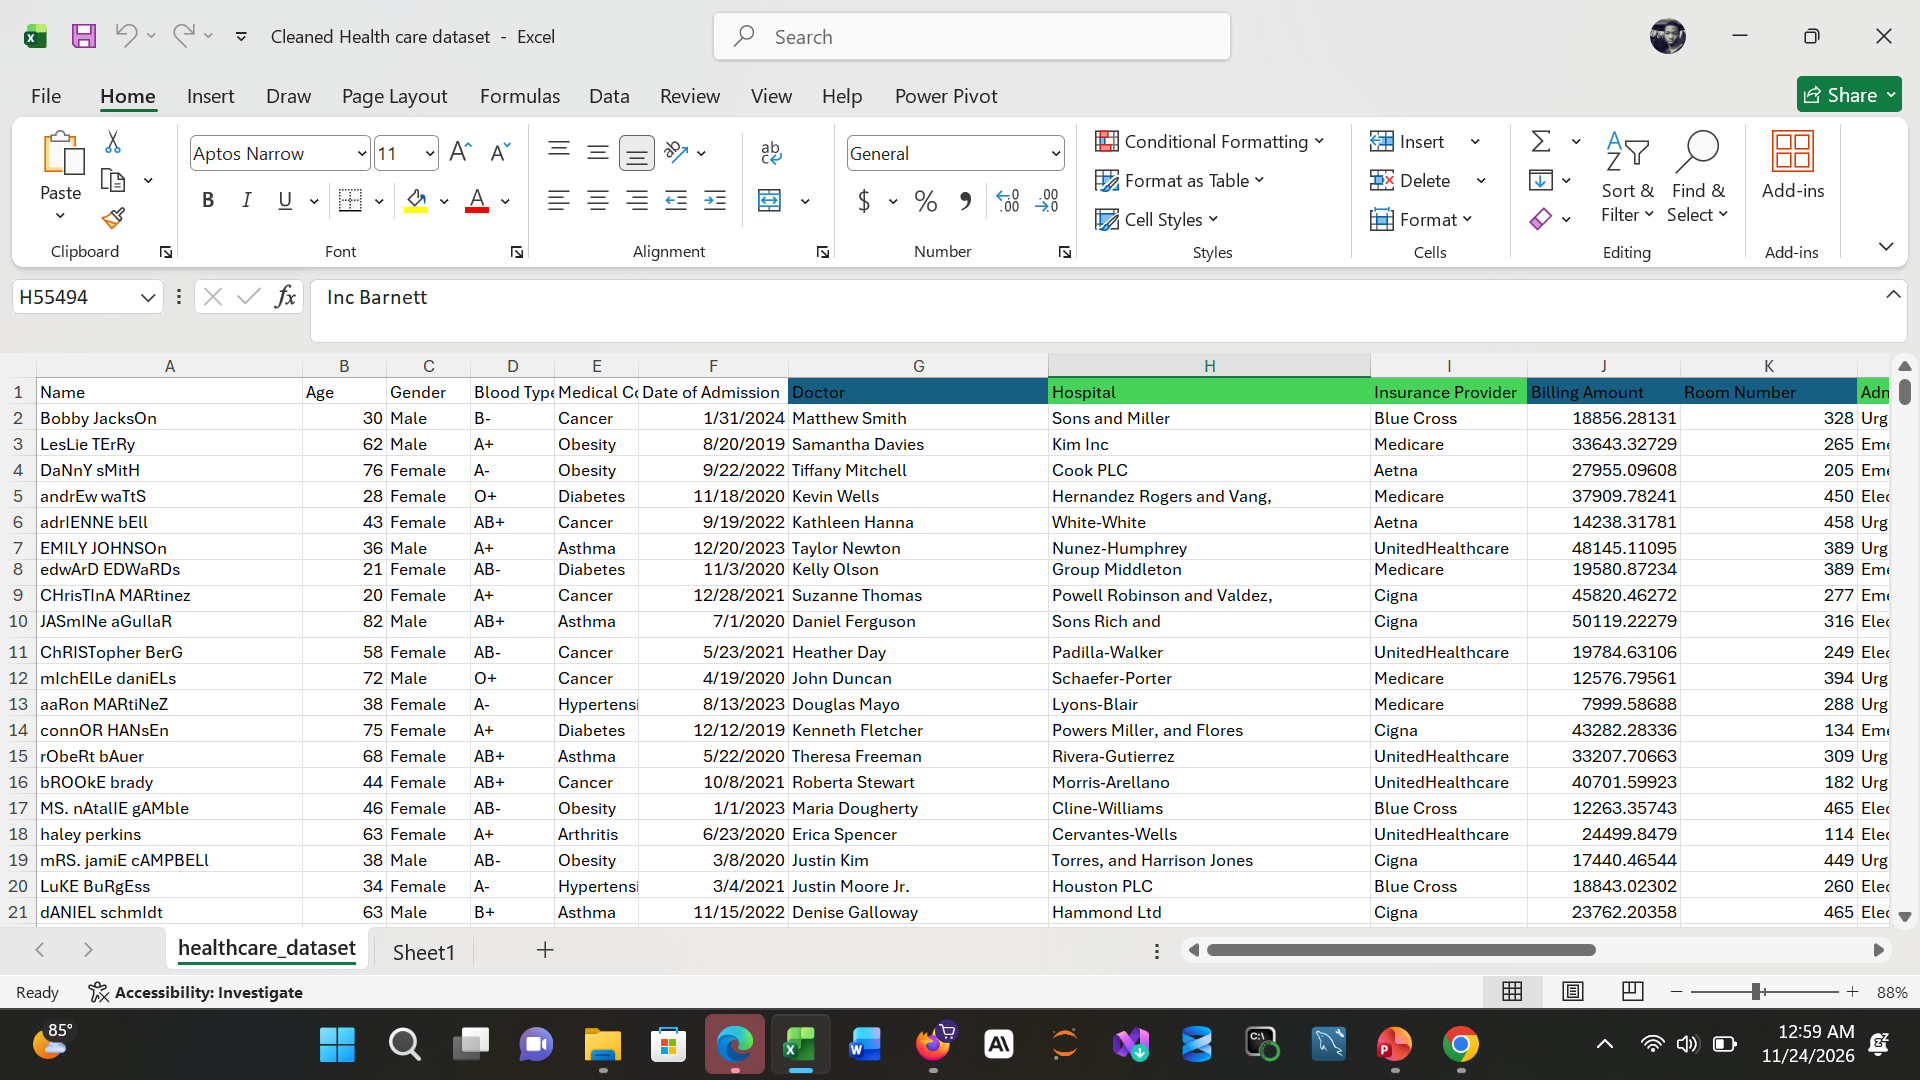 Cleaned Health care dataset - Excel
Search
File Home Insert Draw Page Layout Formulas Data Review View Help Power Pivot Share
Paste
Clipboard
Aptos Narrow 11
B I U
Font
Alignment
General
$ % , .00
Number
Conditional Formatting
Format as Table
Cell Styles
Styles
Insert
Delete
Format
Cells
Sort & Filter
Find & Select
Editing
Add-ins
Add-ins
H55494 fx Inc Barnett
A B C D E F G H I J K
1 Name Age Gender Blood Type Medical Co Date of Admission Doctor Hospital Insurance Provider Billing Amount Room Number Adn
2 Bobby JacksOn 30 Male B- Cancer 1/31/2024 Matthew Smith Sons and Miller Blue Cross 18856.28131 328 Urg
3 LesLie TErRy 62 Male A+ Obesity 8/20/2019 Samantha Davies Kim Inc Medicare 33643.32729 265 Eme
4 DaNnY sMitH 76 Female A- Obesity 9/22/2022 Tiffany Mitchell Cook PLC Aetna 27955.09608 205 Eme
5 andrEw waTtS 28 Female O+ Diabetes 11/18/2020 Kevin Wells Hernandez Rogers and Vang, Medicare 37909.78241 450 Elec
6 adrIENNE bEll 43 Female AB+ Cancer 9/19/2022 Kathleen Hanna White-White Aetna 14238.31781 458 Urg
7 EMILY JOHNSOn 36 Male A+ Asthma 12/20/2023 Taylor Newton Nunez-Humphrey UnitedHealthcare 48145.11095 389 Urg
8 edwArD EDWaRDs 21 Female AB- Diabetes 11/3/2020 Kelly Olson Group Middleton Medicare 19580.87234 389 Eme
9 CHrisTInA MARtinez 20 Female A+ Cancer 12/28/2021 Suzanne Thomas Powell Robinson and Valdez, Cigna 45820.46272 277 Eme
10 JASmINe aGuIlaR 82 Male AB+ Asthma 7/1/2020 Daniel Ferguson Sons Rich and Cigna 50119.22279 316 Elec
11 ChRISTopher BerG 58 Female AB- Cancer 5/23/2021 Heather Day Padilla-Walker UnitedHealthcare 19784.63106 249 Elec
12 mIchElLe daniELs 72 Male O+ Cancer 4/19/2020 John Duncan Schaefer-Porter Medicare 12576.79561 394 Urg
13 aaRon MARtiNeZ 38 Female A- Hypertensi 8/13/2023 Douglas Mayo Lyons-Blair Medicare 7999.58688 288 Urg
14 connOR HANsEn 75 Female A+ Diabetes 12/12/2019 Kenneth Fletcher Powers Miller, and Flores Cigna 43282.28336 134 Eme
15 rObeRt bAuer 68 Female AB+ Asthma 5/22/2020 Theresa Freeman Rivera-Gutierrez UnitedHealthcare 33207.70663 309 Urg
16 bROOkE brady 44 Female AB+ Cancer 10/8/2021 Roberta Stewart Morris-Arellano UnitedHealthcare 40701.59923 182 Urg
17 MS. nAtalIE gAMble 46 Female AB- Obesity 1/1/2023 Maria Dougherty Cline-Williams Blue Cross 12263.35743 465 Elec
18 haley perkins 63 Female A+ Arthritis 6/23/2020 Erica Spencer Cervantes-Wells UnitedHealthcare 24499.8479 114 Elec
19 mRS. jamiE cAMPBELl 38 Male AB- Obesity 3/8/2020 Justin Kim Torres, and Harrison Jones Cigna 17440.46544 449 Urg
20 LuKE BuRgEss 34 Female A- Hypertensi 3/4/2021 Justin Moore Jr. Houston PLC Blue Cross 18843.02302 260 Elec
21 dANIEL schmIdt 63 Male B+ Asthma 11/15/2022 Denise Galloway Hammond Ltd Cigna 23762.20358 465 Elec
healthcare_dataset Sheet1 +
Ready Accessibility: Investigate 88%
85° 12:59 AM
11/24/2026